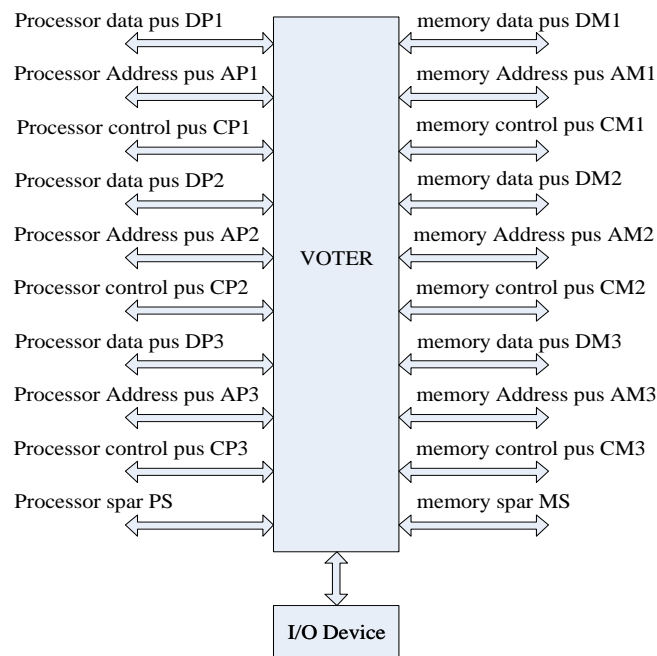 Processor data pus DP1
Processor Address pus AP1
Processor control pus CP1
Processor data pus DP2
Processor Address pus AP2
Processor control pus CP2
Processor data pus DP3
Processor Address pus AP3
Processor control pus CP3
Processor spar PS
VOTER
memory data pus DM1
memory Address pus AM1
memory control pus CM1
memory data pus DM2
memory Address pus AM2
memory control pus CM2
memory data pus DM3
memory Address pus AM3
memory control pus CM3
memory spar MS
I/O Device